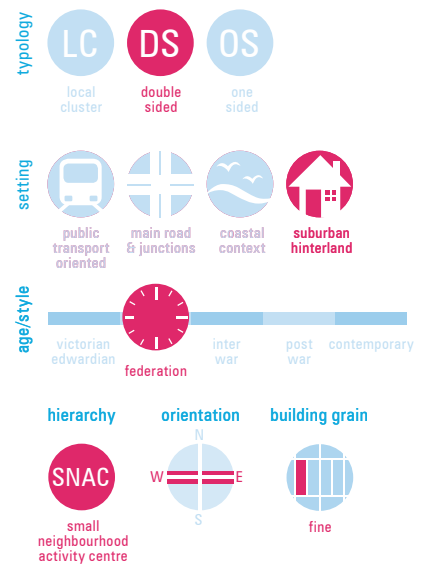 typology
LC
DS
OS
local
cluster
double
sided
one
sided
setting
public
transport
oriented
main road
& junctions
coastal
context
suburban
hinterland
age/style
victorian
edwardian
federation
inter
war
post
war
contemporary
hierarchy
orientation
building grain
SNAC
small
neighbourhood
activity centre
N
W
E
S
fine